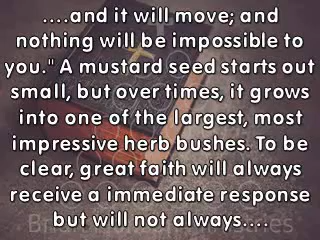 ....and it will move; and
nothing will be impossible to
you." A mustard seed starts out
small, but over times, it grows
into one of the largest, most
impressive herb bushes. To be
clear, great faith will always
receive a immediate response
but will not always....